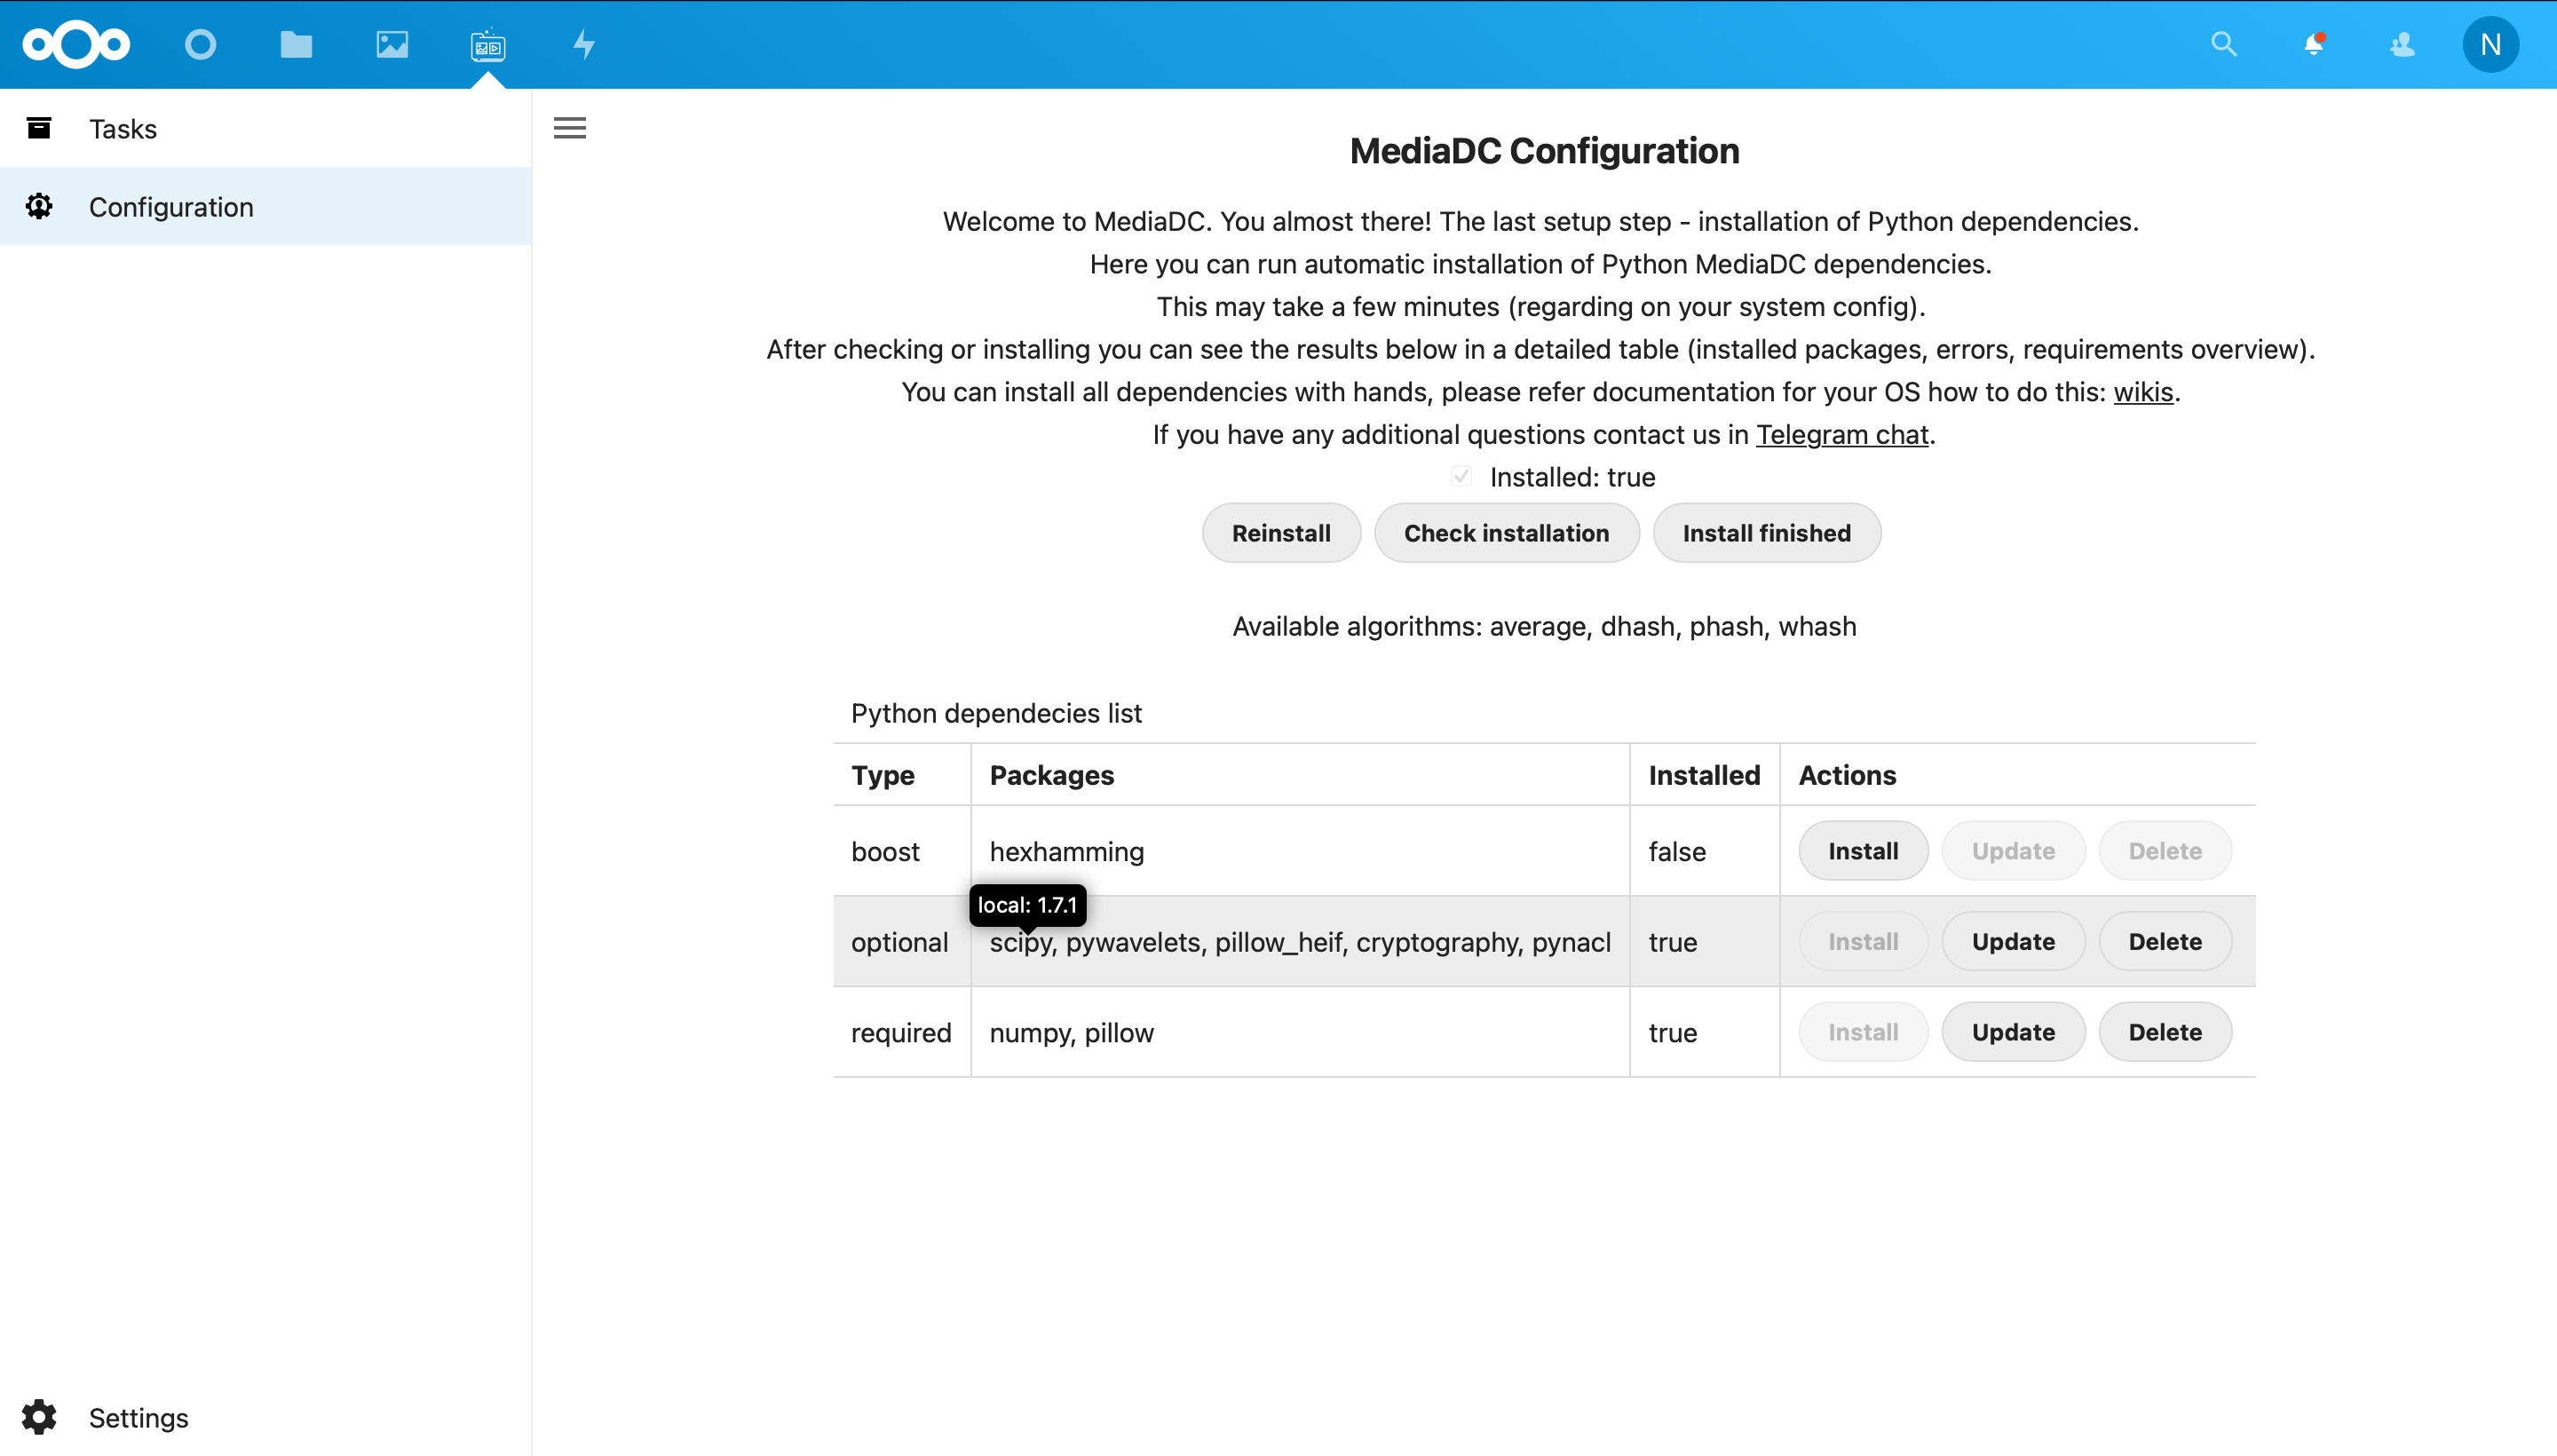 N
Tasks
Configuration
MediaDC Configuration
Welcome to MediaDC. You almost there! The last setup step - installation of Python dependencies.
Here you can run automatic installation of Python MediaDC dependencies.
This may take a few minutes (regarding on your system config).
After checking or installing you can see the results below in a detailed table (installed packages, errors, requirements overview).
You can install all dependencies with hands, please refer documentation for your OS how to do this: wikis.
If you have any additional questions contact us in Telegram chat.
Installed: true
Reinstall Check installation Install finished
Available algorithms: average, dhash, phash, whash
Python dependecies list
Type Packages Installed Actions
boost hexhamming false Install Update Delete
local: 1.7.1
optional scipy, pywavelets, pillow_heif, cryptography, pynacl true Install Update Delete
required numpy, pillow true Install Update Delete
Settings